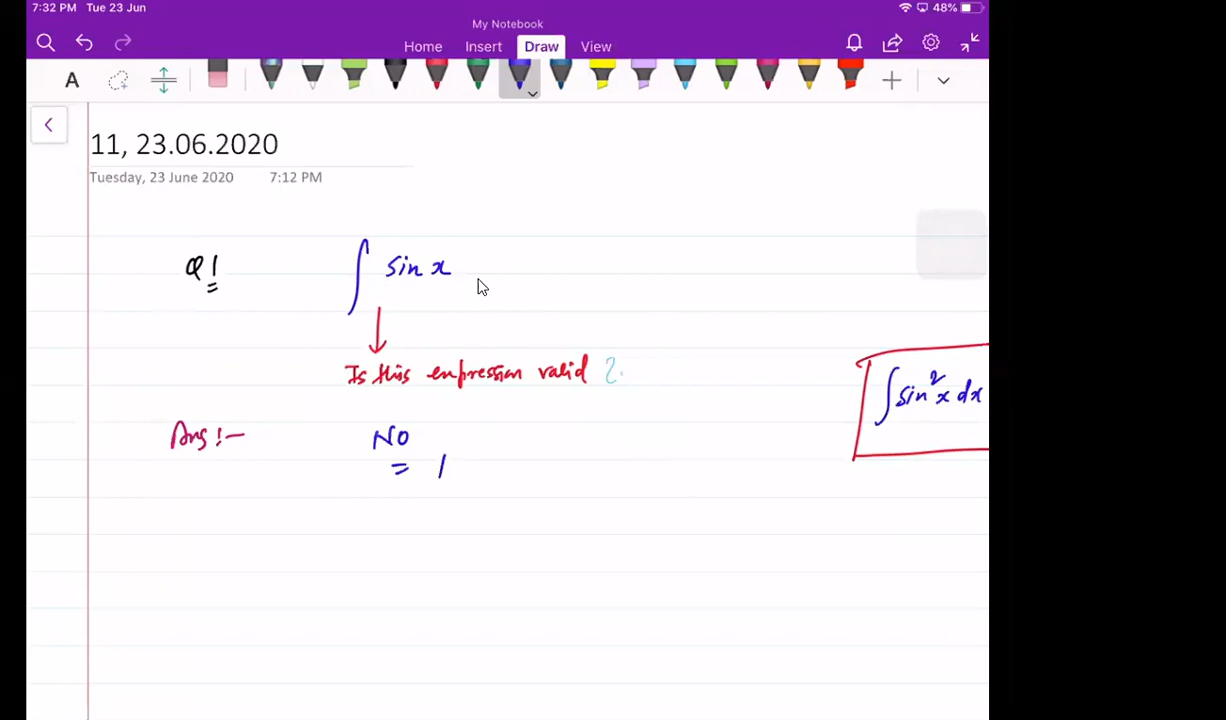 7:32 PM Tue 23 Jun 48%
My Notebook
Home Insert Draw View
A
11, 23.06.2020
Tuesday, 23 June 2020 7:12 PM
Q! ∫ sin x
Is this expression valid ?
∫ sin²x dx
Ans:- No